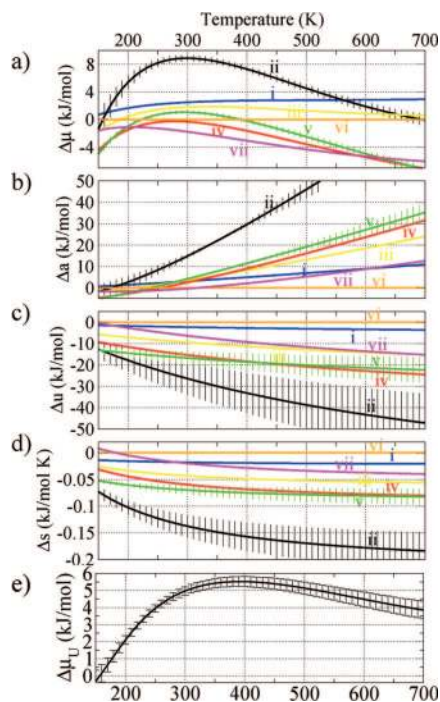 Temperature (K)
200 300 400 500 600 700
a)
Δμ (kJ/mol)
8
4
0
-4
ii
i
iii
vi
iv
v
vii
b)
Δa (kJ/mol)
50
40
30
20
10
0
ii
v
iv
iii
i
vii
vi
c)
Δu (kJ/mol)
0
-10
-20
-30
-40
-50
vi
i
vii
iii
v
iv
ii
d)
Δs (kJ/mol K)
0
-0.05
-0.1
-0.15
-0.2
vi
i
vii
iii
iv
v
ii
e)
Δμ_U (kJ/mol)
6
5
4
3
2
1
0
200 300 400 500 600 700